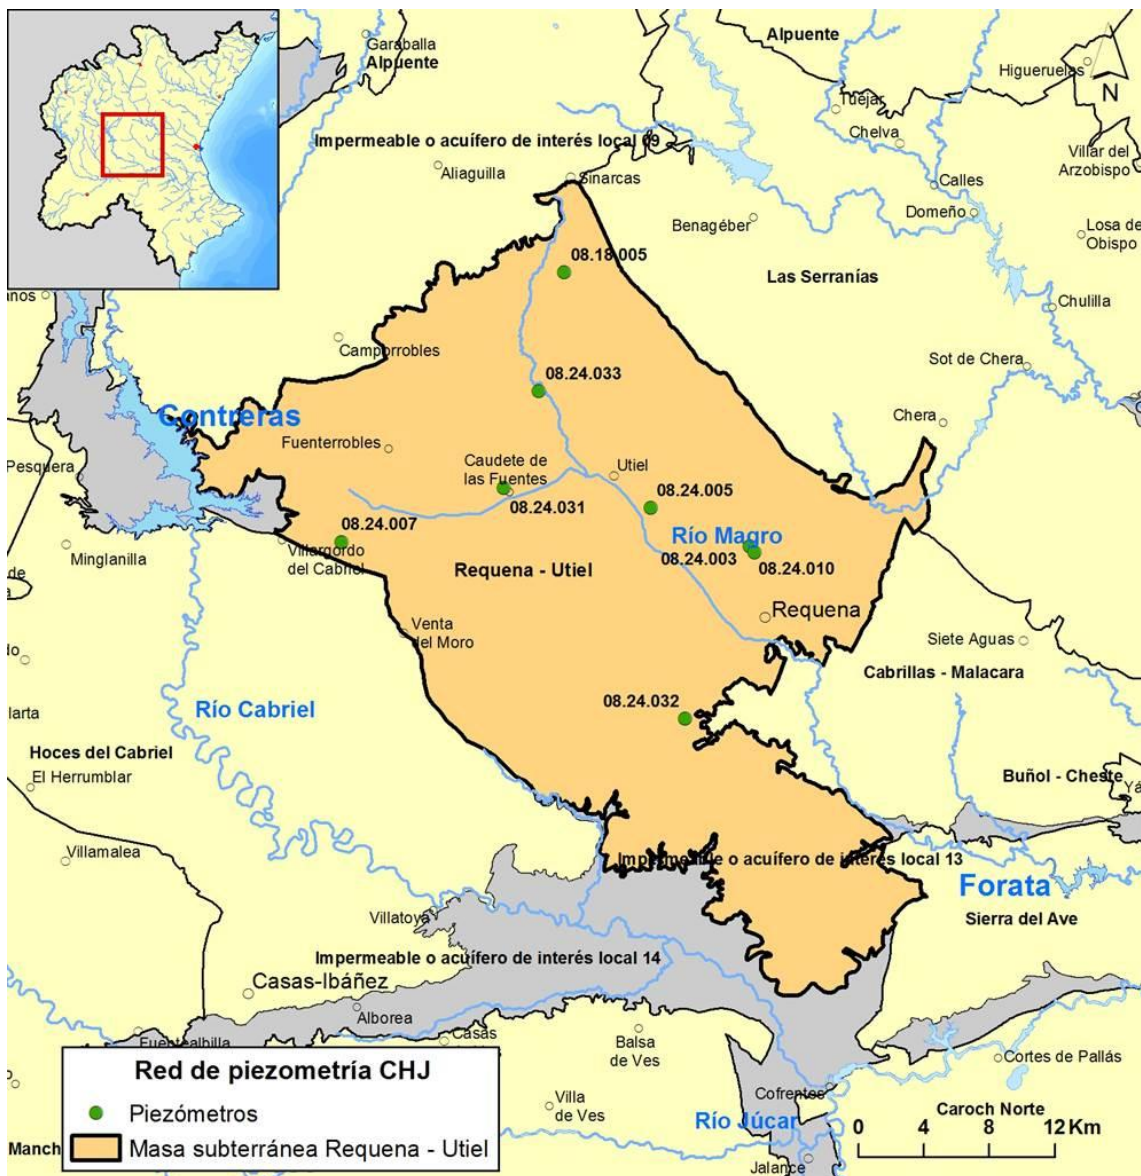 Garaballa
Alpuente
Alpuente
Higueruelas
N
Tuéjar
Chelva
Impermeable o acuífero de interés local 09
Aliaguilla
Sinarcas
Villar del
Arzobispo
Calles
Benagéber
Domeño
Losa de
Obispo
08.18.005
Las Serranías
Chulilla
Camporrobles
Sot de Chera
08.24.033
Contreras
Chera
Fuenterrobles
Pesquera
Caudete de
las Fuentes
Utiel
08.24.031
08.24.005
08.24.007
Río Magro
Minglanilla
Villargordo
del Cabriel
08.24.003
08.24.010
de
Requena - Utiel
Requena
Venta
del Moro
Siete Aguas
Cabrillas - Malacara
08.24.032
Río Cabriel
Hoces del Cabriel
El Herrumblar
Buñol - Cheste
Villamalea
Impermeable o acuífero de interés local 13
Forata
Sierra del Ave
Villatoya
Impermeable o acuífero de interés local 14
Casas-Ibáñez
Alborea
Fuentealbilla
Casas
Balsa
de Ves
Cortes de Pallás
Cofrentes
Villa
de Ves
Río Júcar
Caroch Norte
Manch
Jalance
0 4 8 12 Km
Red de piezometría CHJ
Piezómetros
Masa subterránea Requena - Utiel